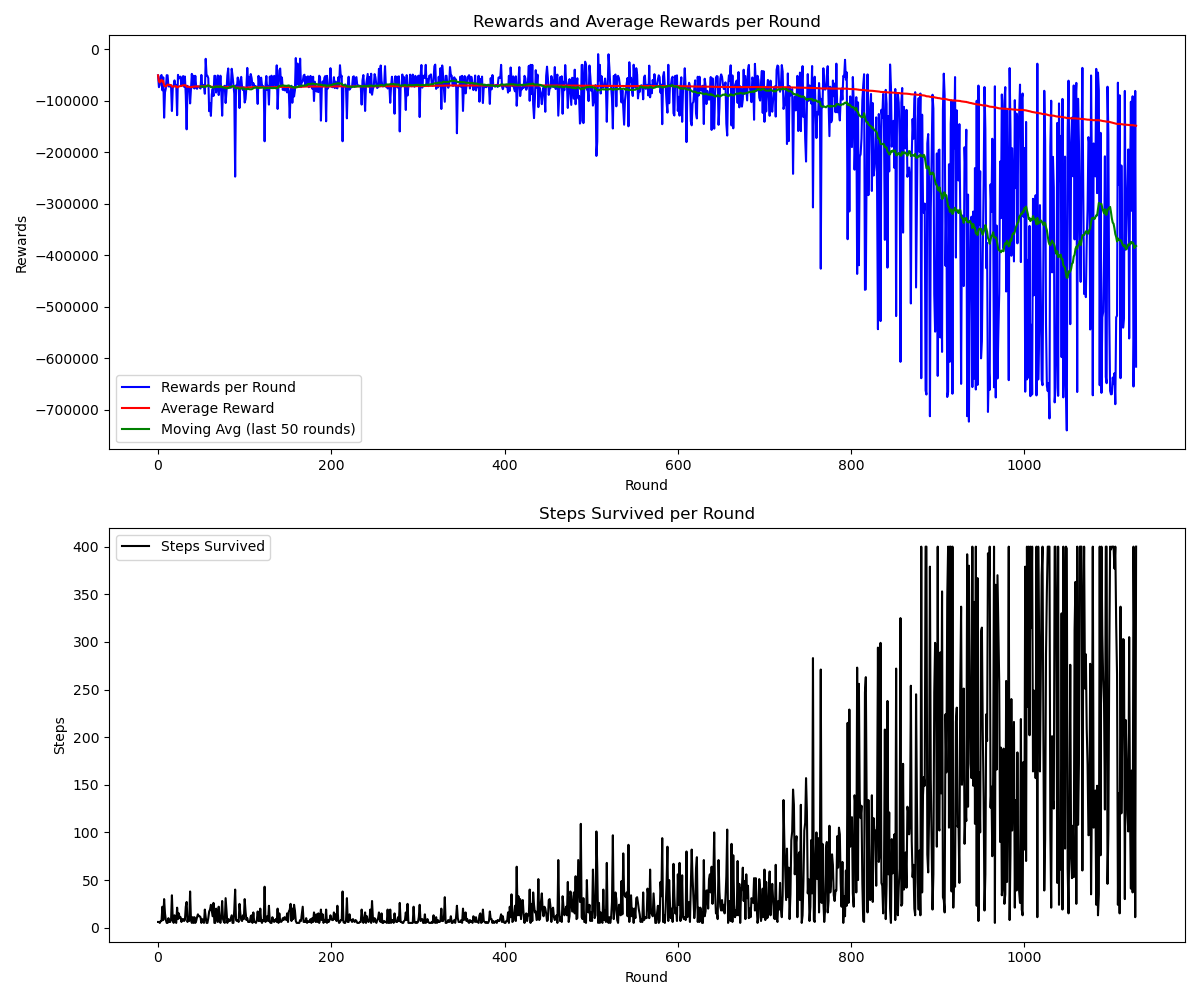 Rewards and Average Rewards per Round
Rewards
0
−100000
−200000
−300000
−400000
−500000
−600000
−700000
Rewards per Round
Average Reward
Moving Avg (last 50 rounds)
0 200 400 600 800 1000
Round
Steps Survived per Round
Steps
400
350
300
250
200
150
100
50
0
Steps Survived
0 200 400 600 800 1000
Round